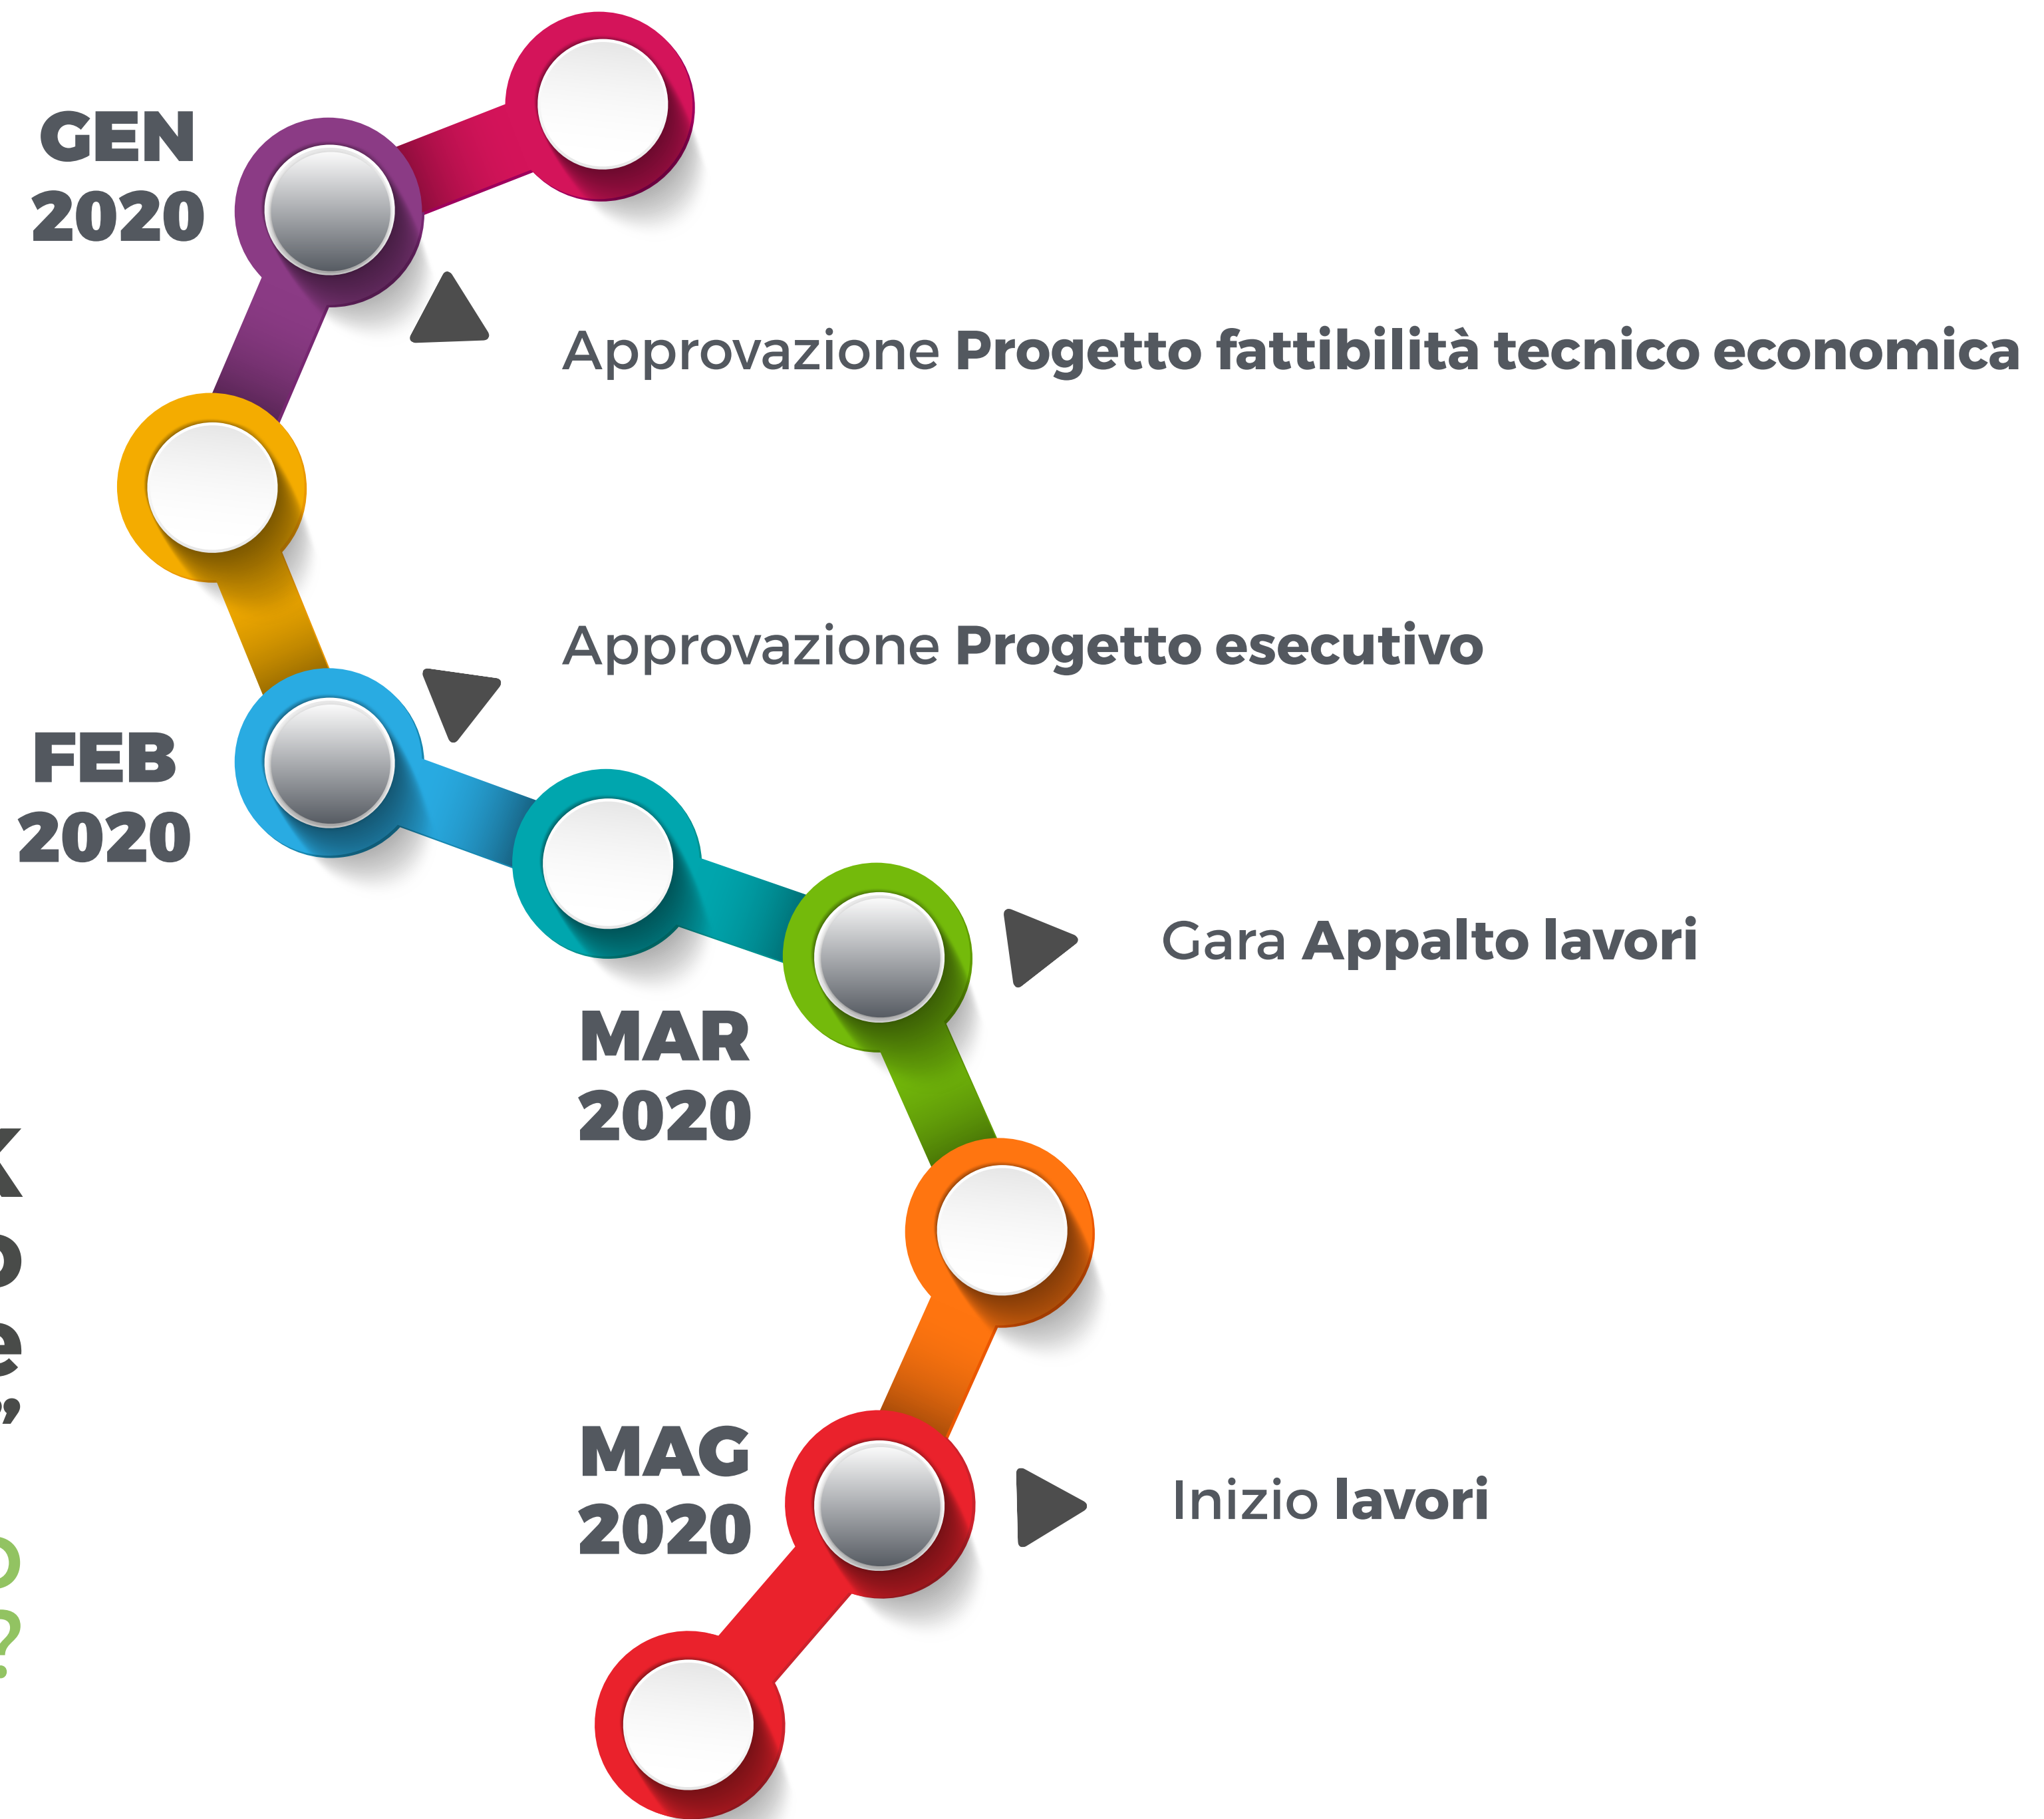 GEN
2020
Approvazione Progetto fattibilità tecnico economica
Approvazione Progetto esecutivo
FEB
2020
Gara Appalto lavori
MAR
2020
MAG
2020
Inizio lavori